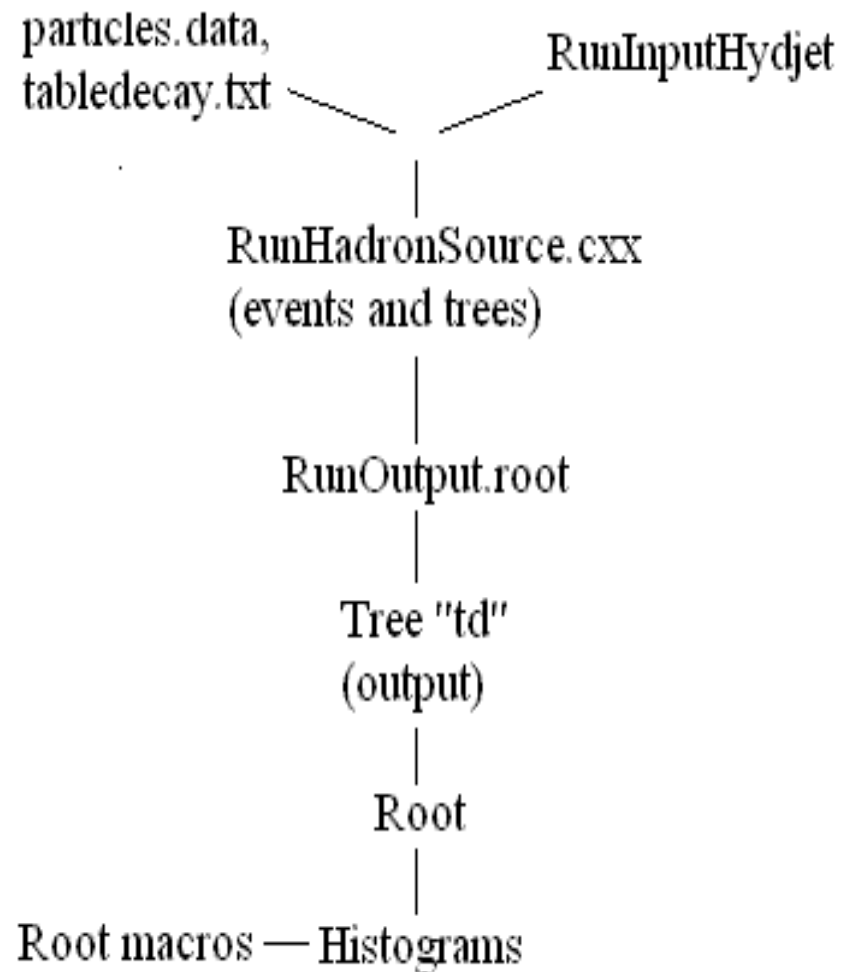 particles.data,
tabledecay.txt
RunInputHydjet
RunHadronSource.cxx
(events and trees)
RunOutput.root
Tree "td"
(output)
Root
Root macros
Histograms